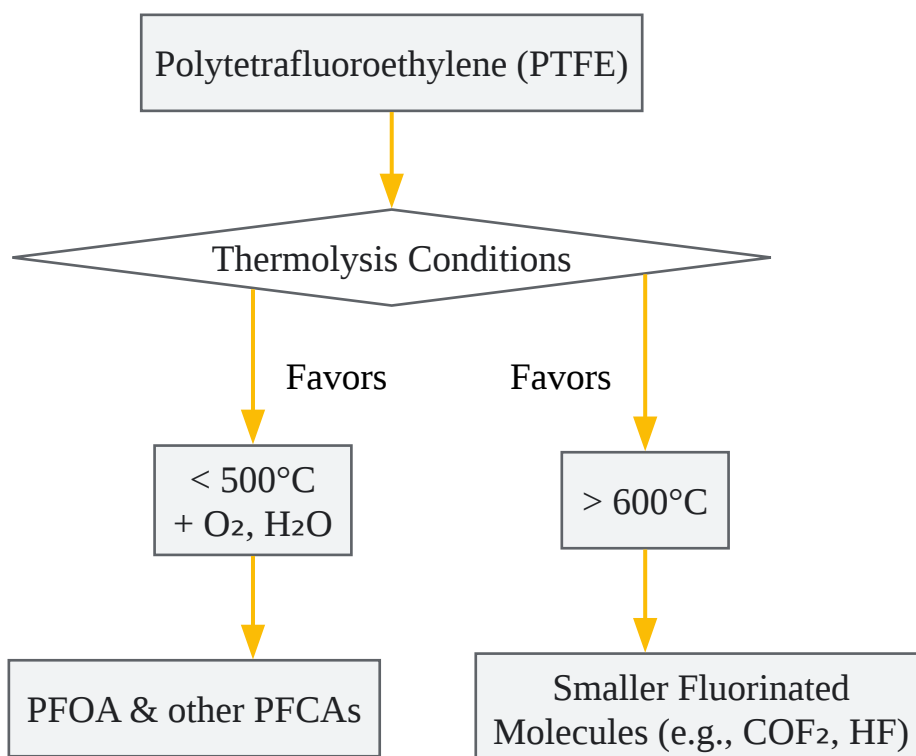 Polytetrafluoroethylene (PTFE)
Thermolysis Conditions
Favors
Favors
< 500°C
+ O₂, H₂O
> 600°C
PFOA & other PFCAs
Smaller Fluorinated
Molecules (e.g., COF₂, HF)